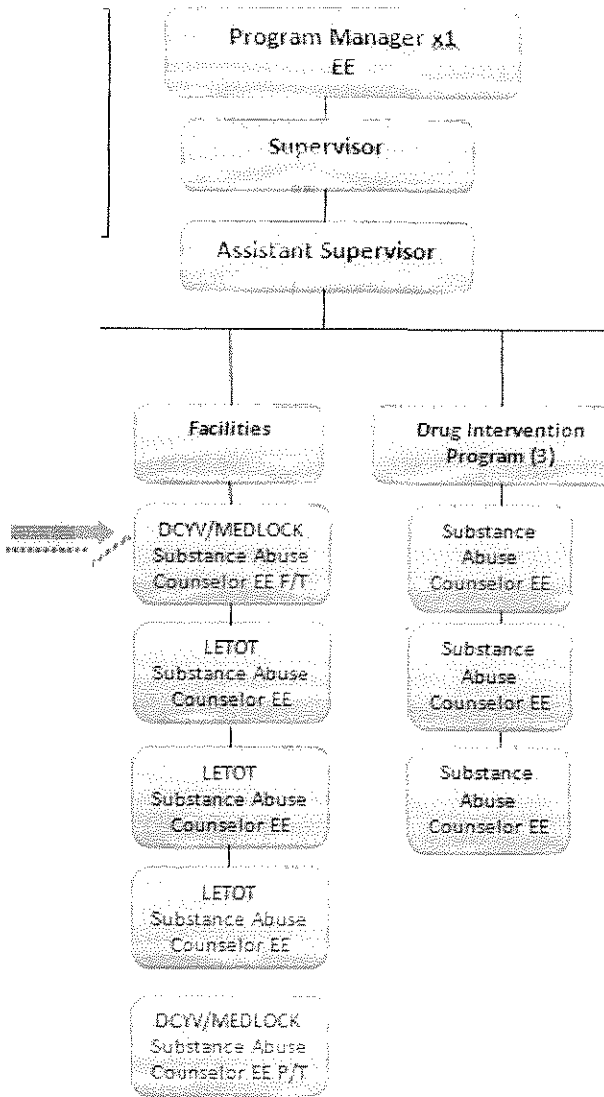 Program Manager x1
EE
Supervisor
Assistant Supervisor
Facilities
DCYV/MEDLOCK
Substance Abuse
Counselor EE F/T
LETOT
Substance Abuse
Counselor EE
LETOT
Substance Abuse
Counselor EE
LETOT
Substance Abuse
Counselor EE
DCYV/MEDLOCK
Substance Abuse
Counselor EE P/T
Drug Intervention
Program (3)
Substance
Abuse
Counselor EE
Substance
Abuse
Counselor EE
Substance
Abuse
Counselor EE